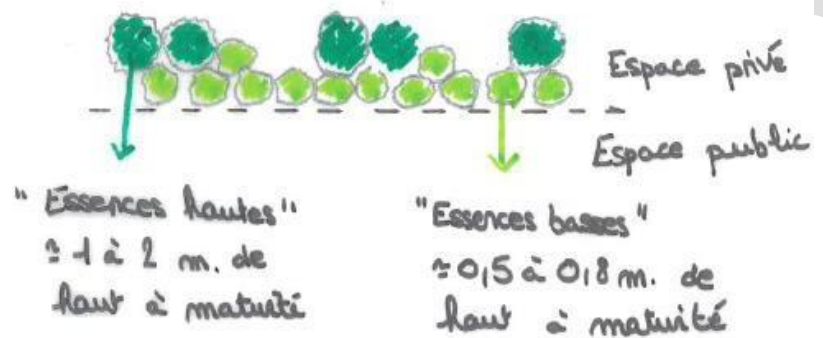 Espace privé
Espace public
"Essences hautes"
≃ 1 à 2 m. de
haut à maturité
"Essences basses"
≃ 0,5 à 0,8 m. de
haut à maturité